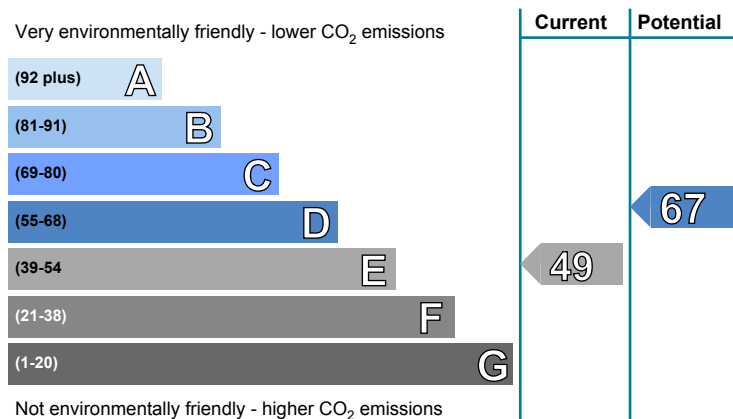 Current Potential
Very environmentally friendly - lower CO2 emissions
(92 plus) A
(81-91) B
(69-80) C
67
(55-68) D
(39-54 E 49
(21-38) F
(1-20) G
Not environmentally friendly - higher CO2 emissions